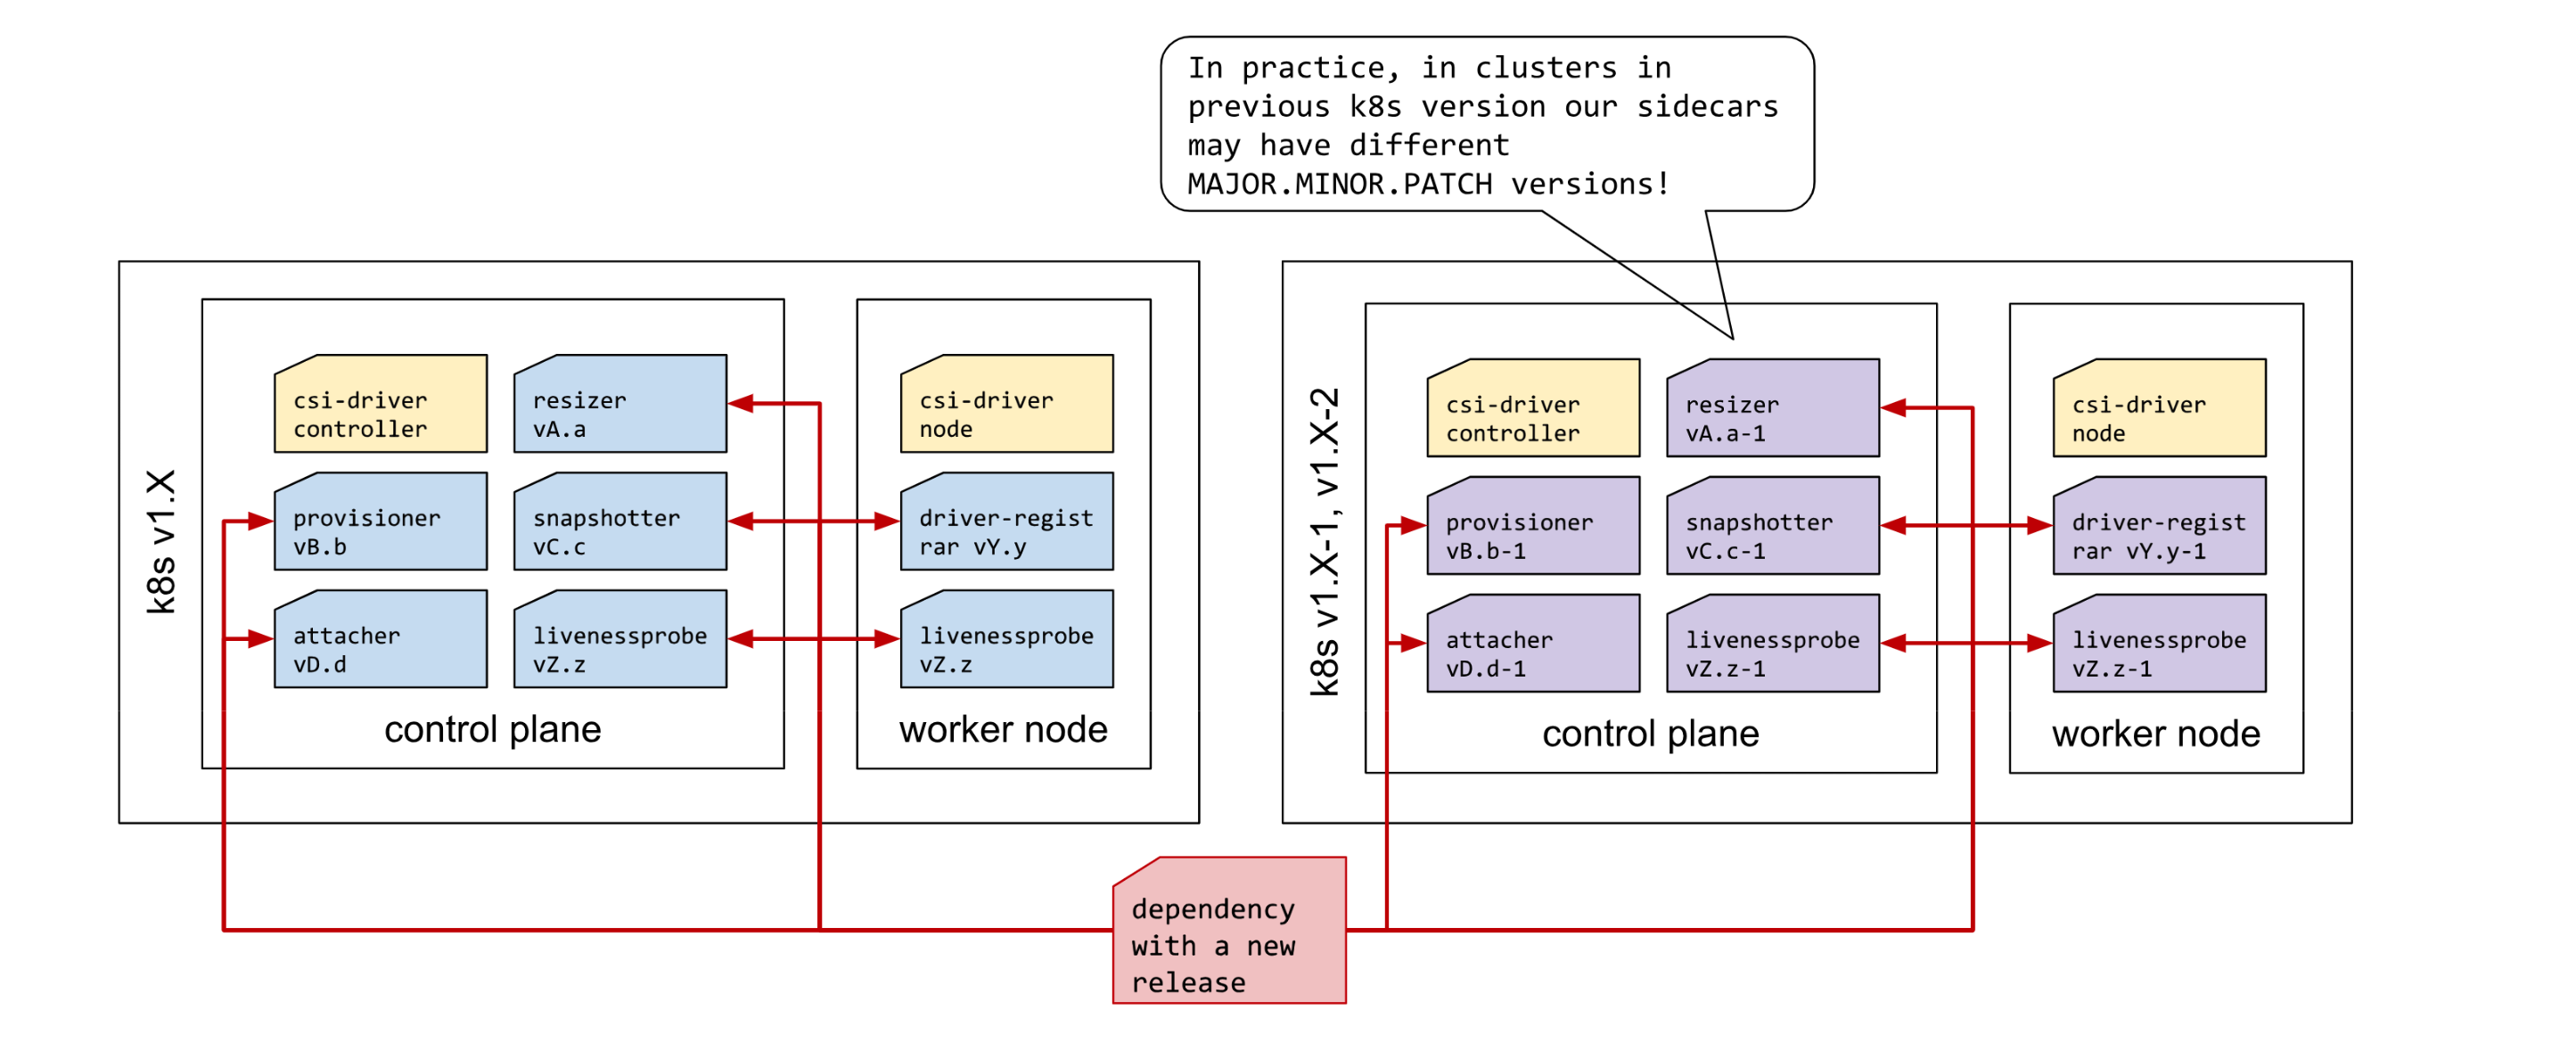 In practice, in clusters in
previous k8s version our sidecars
may have different
MAJOR.MINOR.PATCH versions!
k8s v1.X
csi-driver
controller
resizer
vA.a
provisioner
vB.b
snapshotter
vC.c
attacher
vD.d
livenessprobe
vZ.z
control plane
csi-driver
node
driver-regist
rar vY.y
livenessprobe
vZ.z
worker node
k8s v1.X-1, v1.X-2
csi-driver
controller
resizer
vA.a-1
provisioner
vB.b-1
snapshotter
vC.c-1
attacher
vD.d-1
livenessprobe
vZ.z-1
control plane
csi-driver
node
driver-regist
rar vY.y-1
livenessprobe
vZ.z-1
worker node
dependency
with a new
release